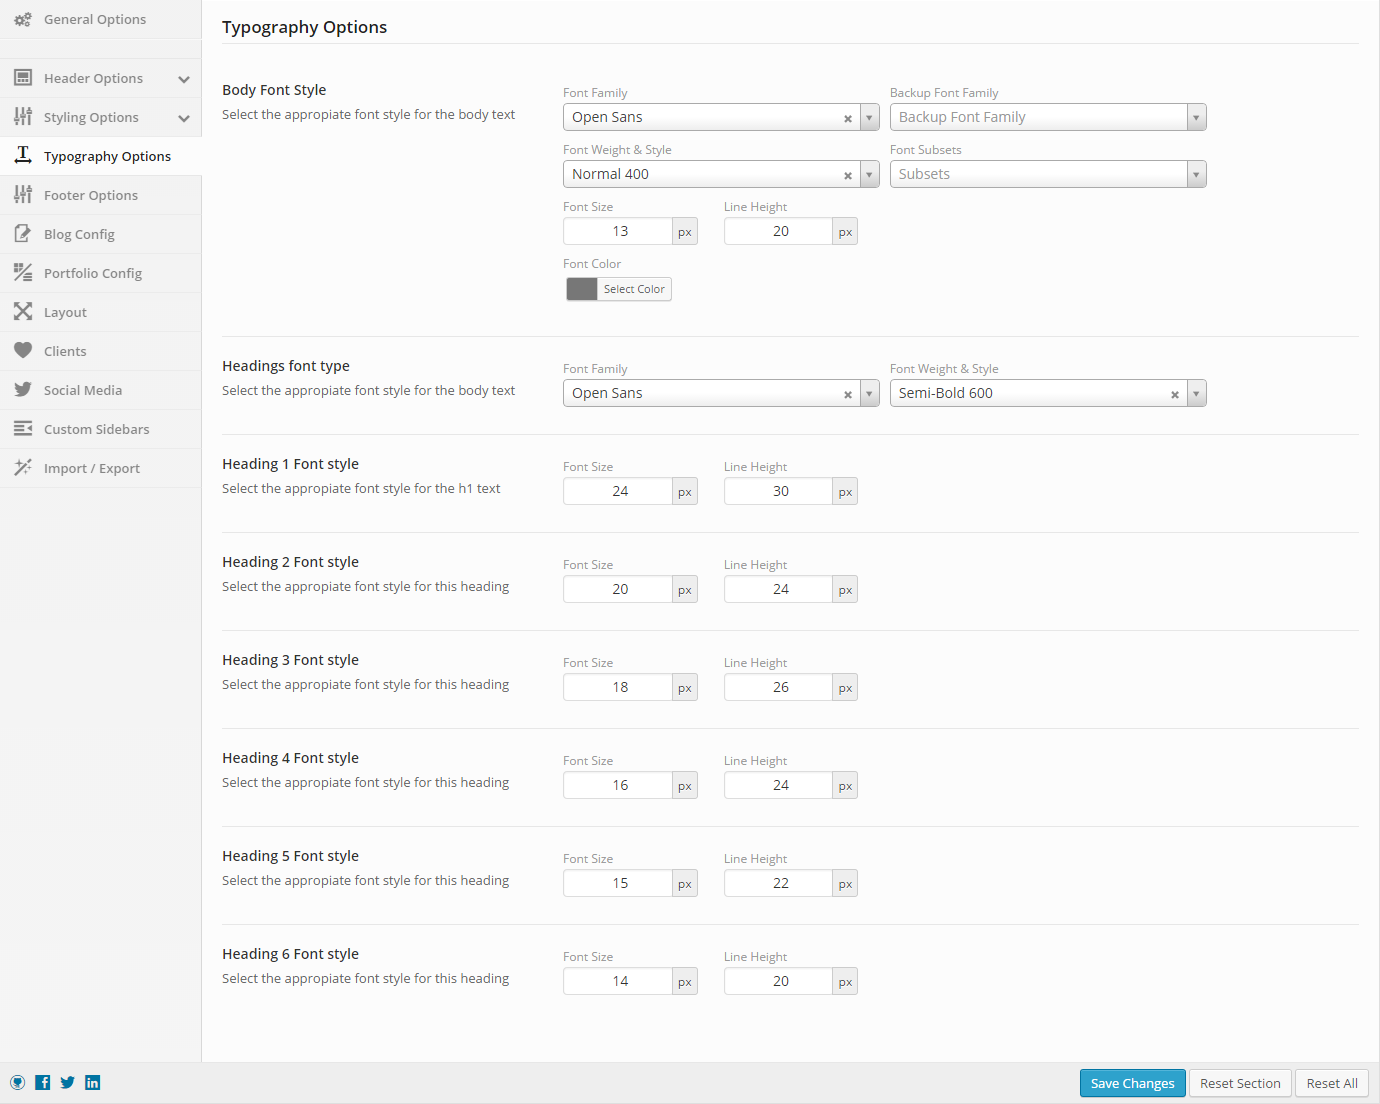 General Options
Header Options
Styling Options
Typography Options
Footer Options
Blog Config
Portfolio Config
Layout
Clients
Social Media
Custom Sidebars
Import / Export
Typography Options
Body Font Style
Select the appropiate font style for the body text
Font Family
Backup Font Family
Open Sans
Backup Font Family
Font Weight & Style
Font Subsets
Normal 400
Subsets
Font Size
Line Height
13 px
20 px
Font Color
Select Color
Headings font type
Select the appropiate font style for the body text
Font Family
Font Weight & Style
Open Sans
Semi-Bold 600
Heading 1 Font style
Select the appropiate font style for the h1 text
Font Size
Line Height
24 px
30 px
Heading 2 Font style
Select the appropiate font style for this heading
Font Size
Line Height
20 px
24 px
Heading 3 Font style
Select the appropiate font style for this heading
Font Size
Line Height
18 px
26 px
Heading 4 Font style
Select the appropiate font style for this heading
Font Size
Line Height
16 px
24 px
Heading 5 Font style
Select the appropiate font style for this heading
Font Size
Line Height
15 px
22 px
Heading 6 Font style
Select the appropiate font style for this heading
Font Size
Line Height
14 px
20 px
Save Changes
Reset Section
Reset All